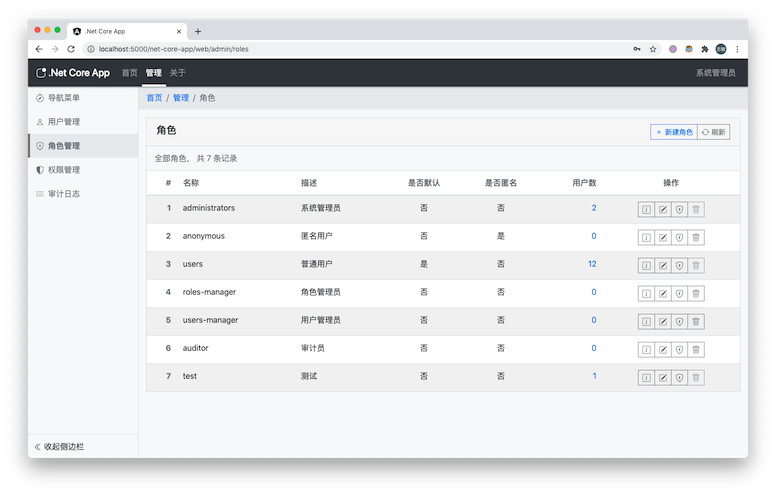 .Net Core App
localhost:5000/net-core-app/web/admin/roles
.Net Core App 首页 管理 关于 系统管理员
导航菜单
用户管理
角色管理
权限管理
审计日志
首页 / 管理 / 角色
角色
新建角色 刷新
全部角色， 共 7 条记录
# 名称 描述 是否默认 是否匿名 用户数 操作
1 administrators 系统管理员 否 否 2
2 anonymous 匿名用户 否 是 0
3 users 普通用户 是 否 12
4 roles-manager 角色管理员 否 否 0
5 users-manager 用户管理员 否 否 0
6 auditor 审计员 否 否 0
7 test 测试 否 否 1
收起侧边栏